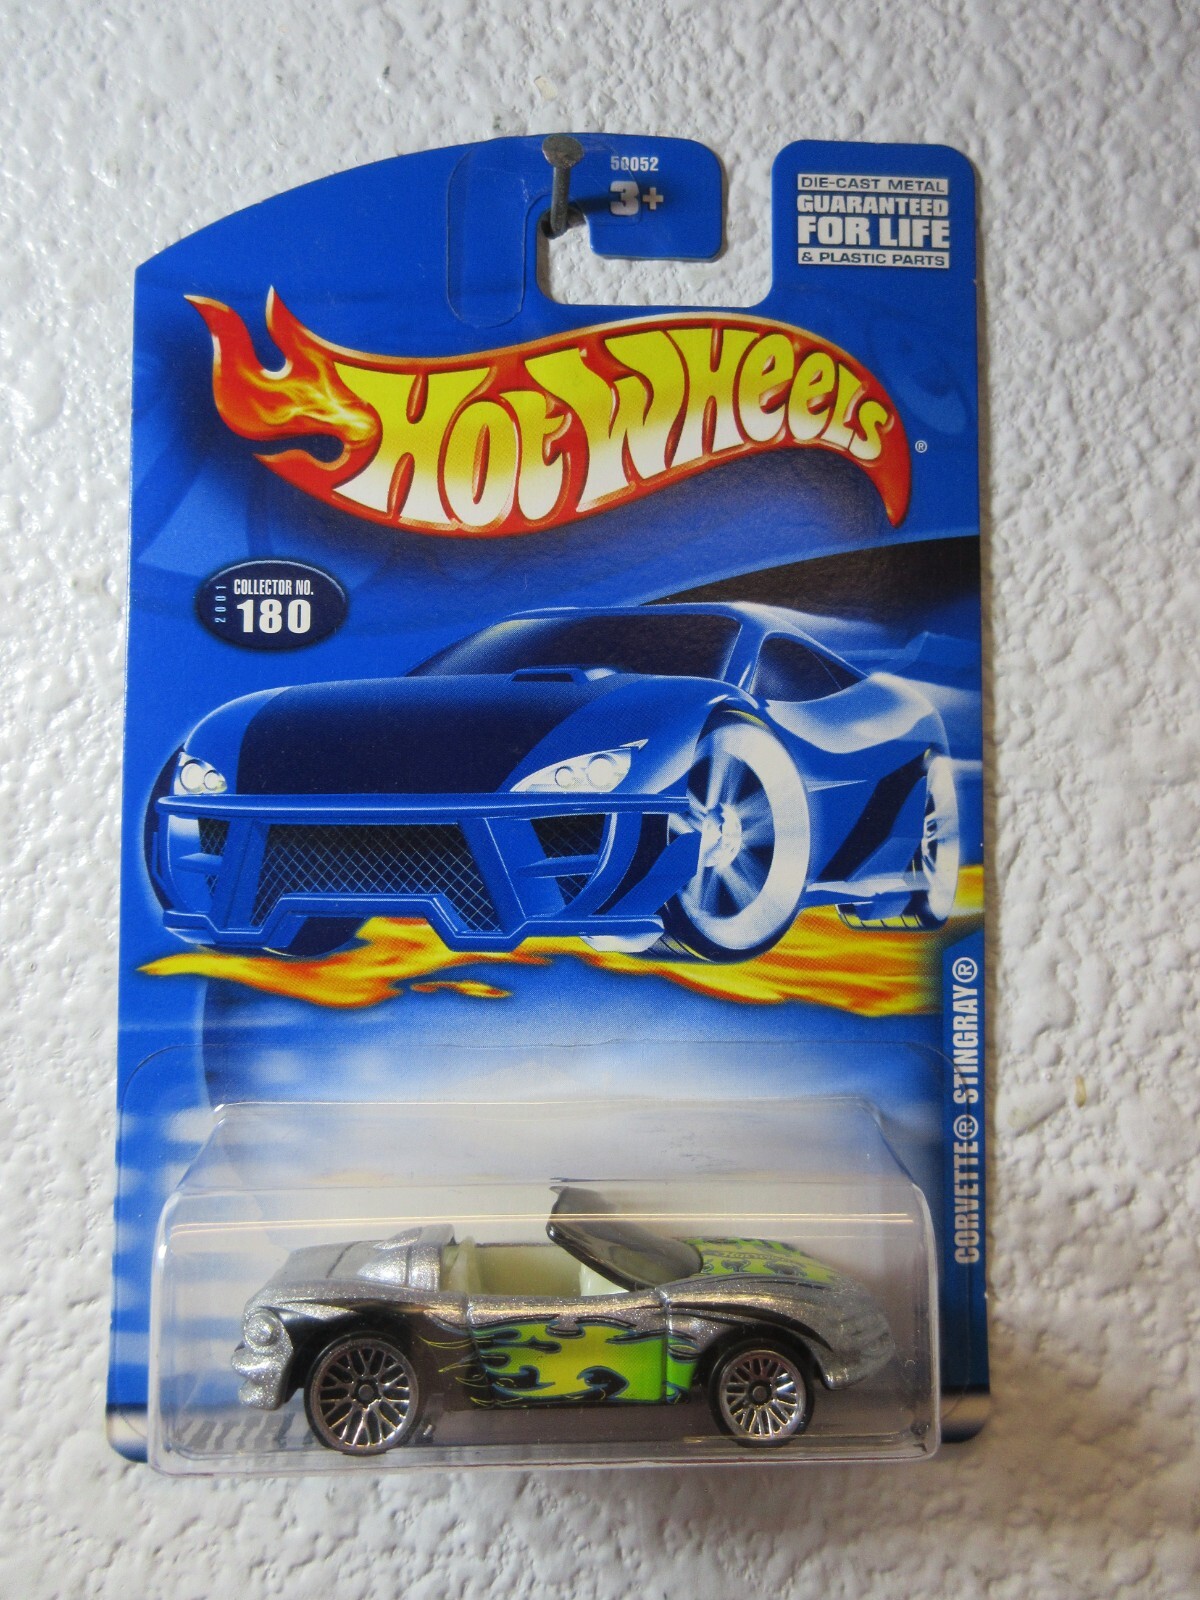 50052
3+
DIE-CAST METAL
GUARANTEED
FOR LIFE
& PLASTIC PARTS
HOT WHEELS®
2001
COLLECTOR NO.
180
CORVETTE® STINGRAY®